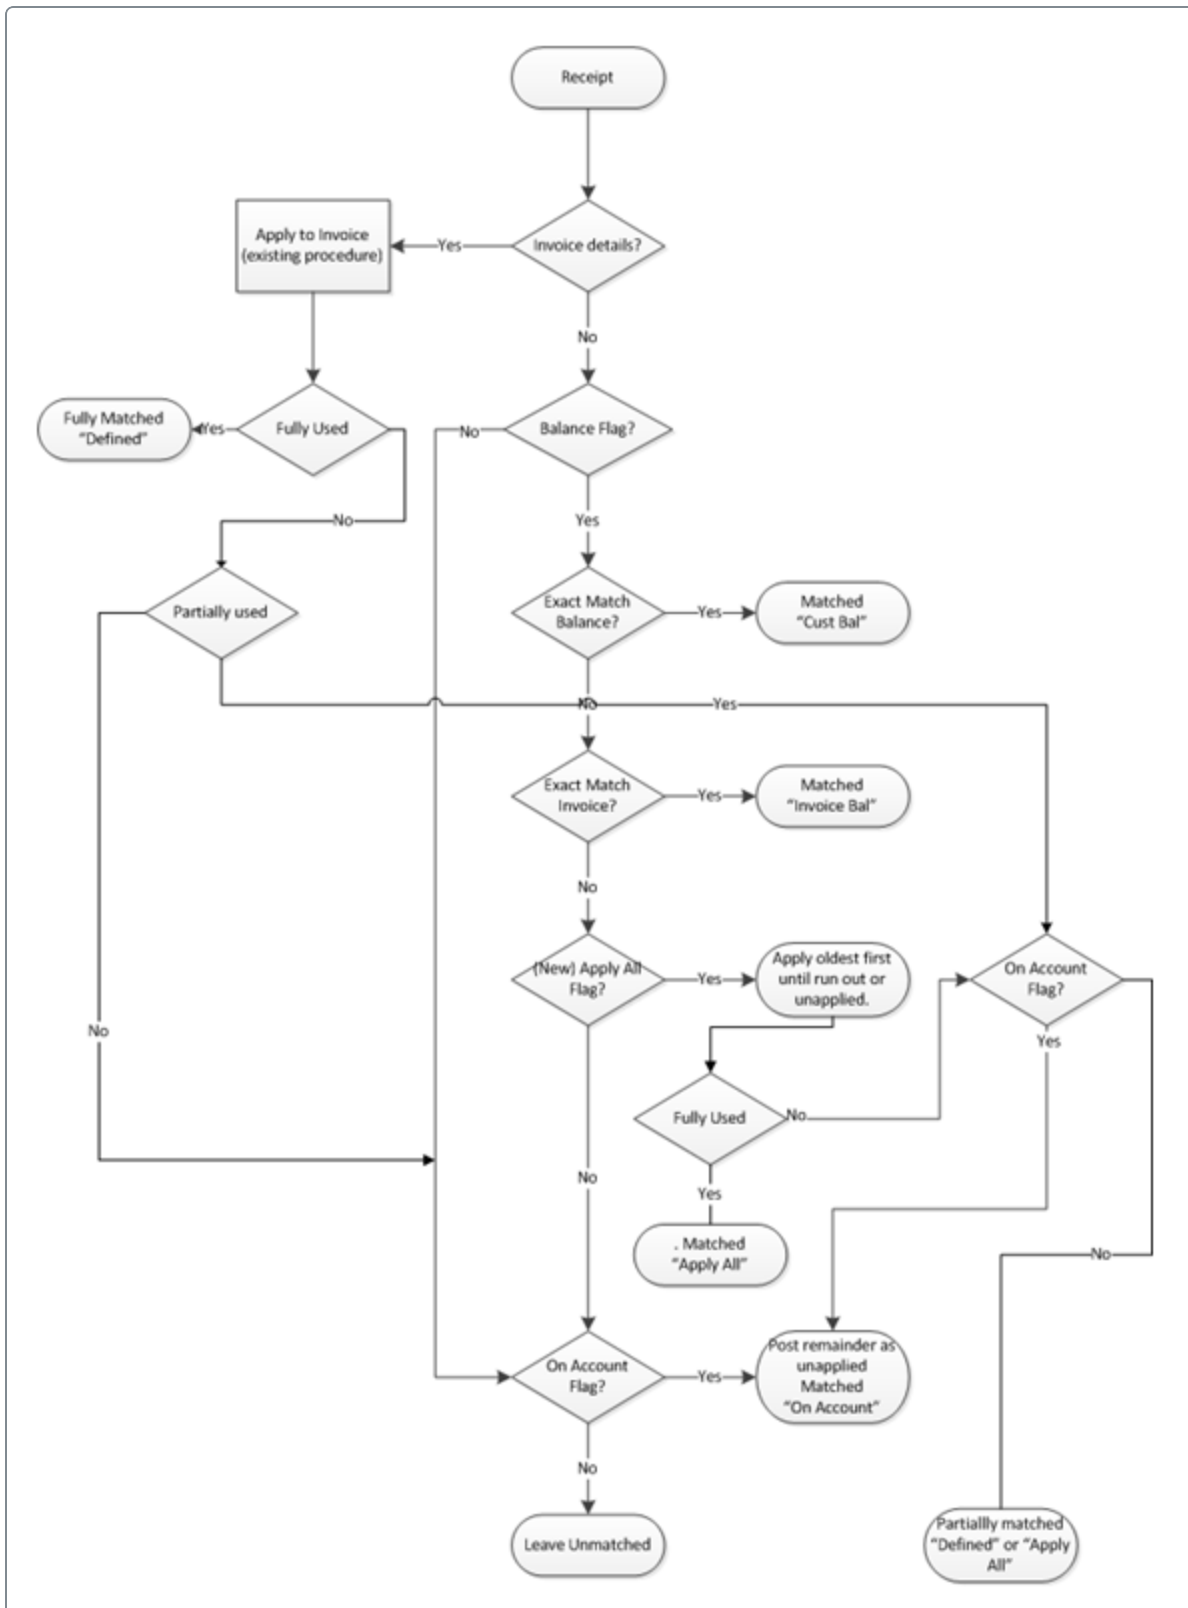 Receipt
Apply to Invoice
(existing procedure)
Yes
Invoice details?
No
Fully Matched
“Defined”
Yes
Fully Used
No
Balance Flag?
No
Yes
Partially used
Exact Match
Balance?
Yes
Matched
“Cust Bal”
No
Yes
Exact Match
Invoice?
Yes
Matched
“Invoice Bal”
No
(New) Apply All
Flag?
Yes
Apply oldest first
until run out or
unapplied.
On Account
Flag?
No
Yes
Fully Used
No
No
Yes
. Matched
“Apply All”
No
On Account
Flag?
Yes
Post remainder as
unapplied
Matched
“On Account”
No
Leave Unmatched
Partiallly matched
“Defined” or “Apply
All”